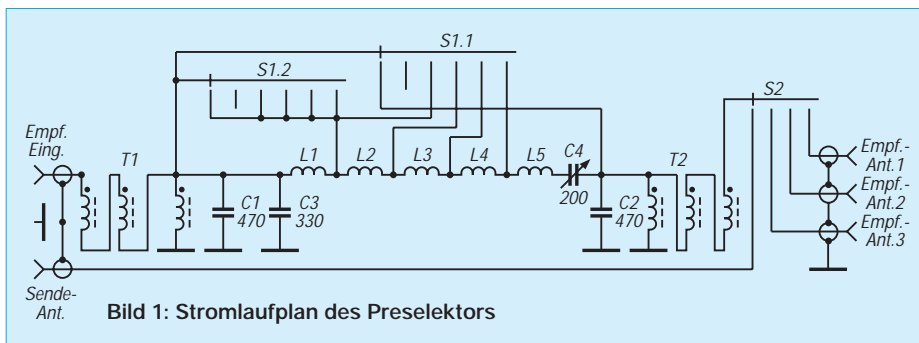 S1.1
S1.2
S2
Empf.
Eing.
T1
L1
L2
L3
L4
L5
C4
200
T2
Empf.-
Ant.1
Empf.-
Ant.2
Empf.-
Ant.3
C1
470
C3
330
C2
470
Sende-
Ant.
Bild 1: Stromlaufplan des Preselektors